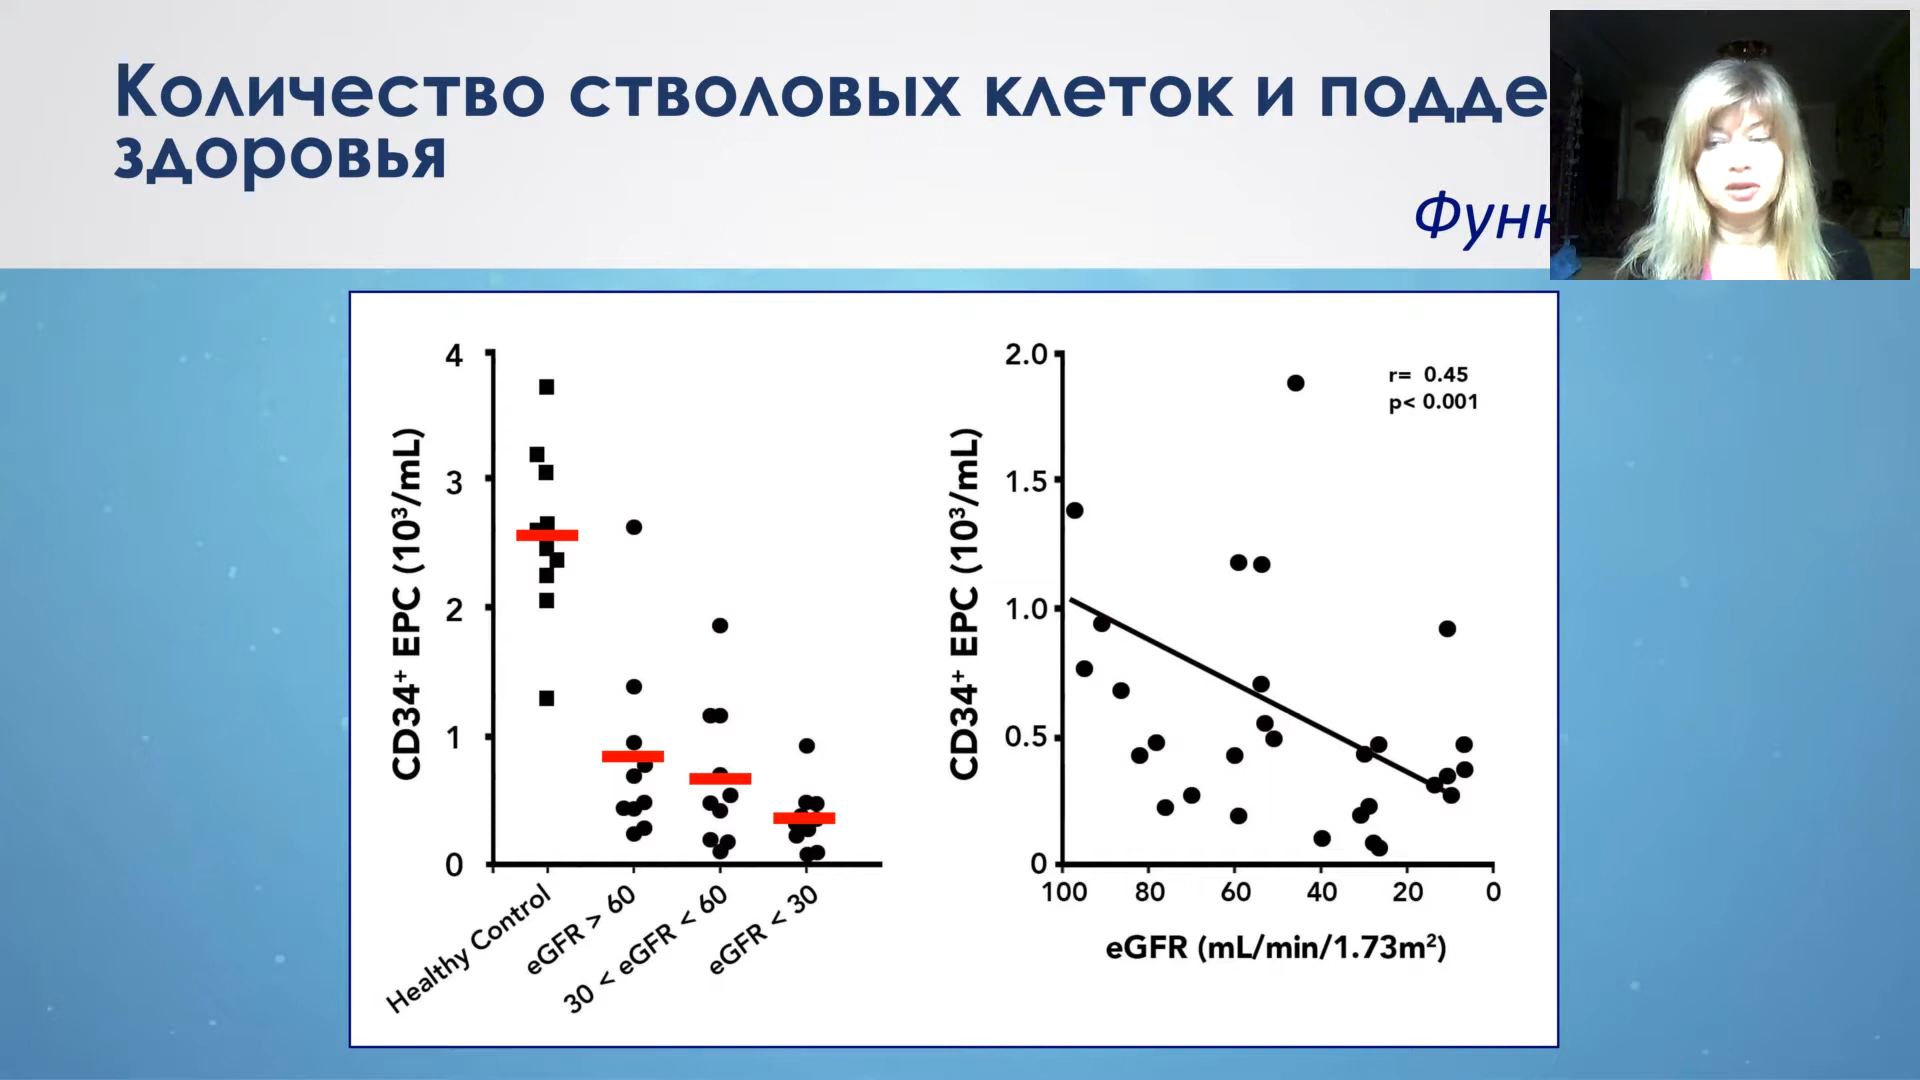 Количество стволовых клеток и подде
здоровья
Функ
4
3
2
1
0
CD34⁺ EPC (10³/mL)
Healthy Control
eGFR > 60
30 < eGFR < 60
eGFR < 30
2.0
1.5
1.0
0.5
0
CD34⁺ EPC (10³/mL)
r= 0.45
p< 0.001
100 80 60 40 20 0
eGFR (mL/min/1.73m²)